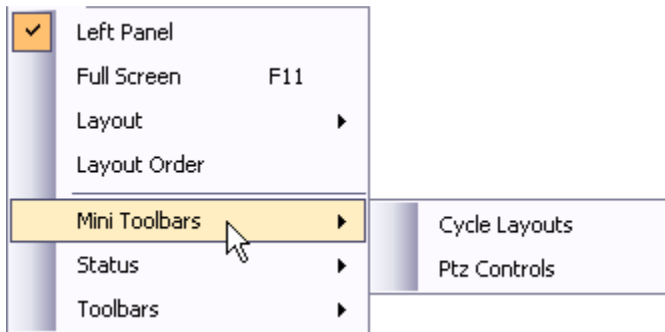 Left Panel
Full Screen F11
Layout
Layout Order
Mini Toolbars
Cycle Layouts
Status
Ptz Controls
Toolbars